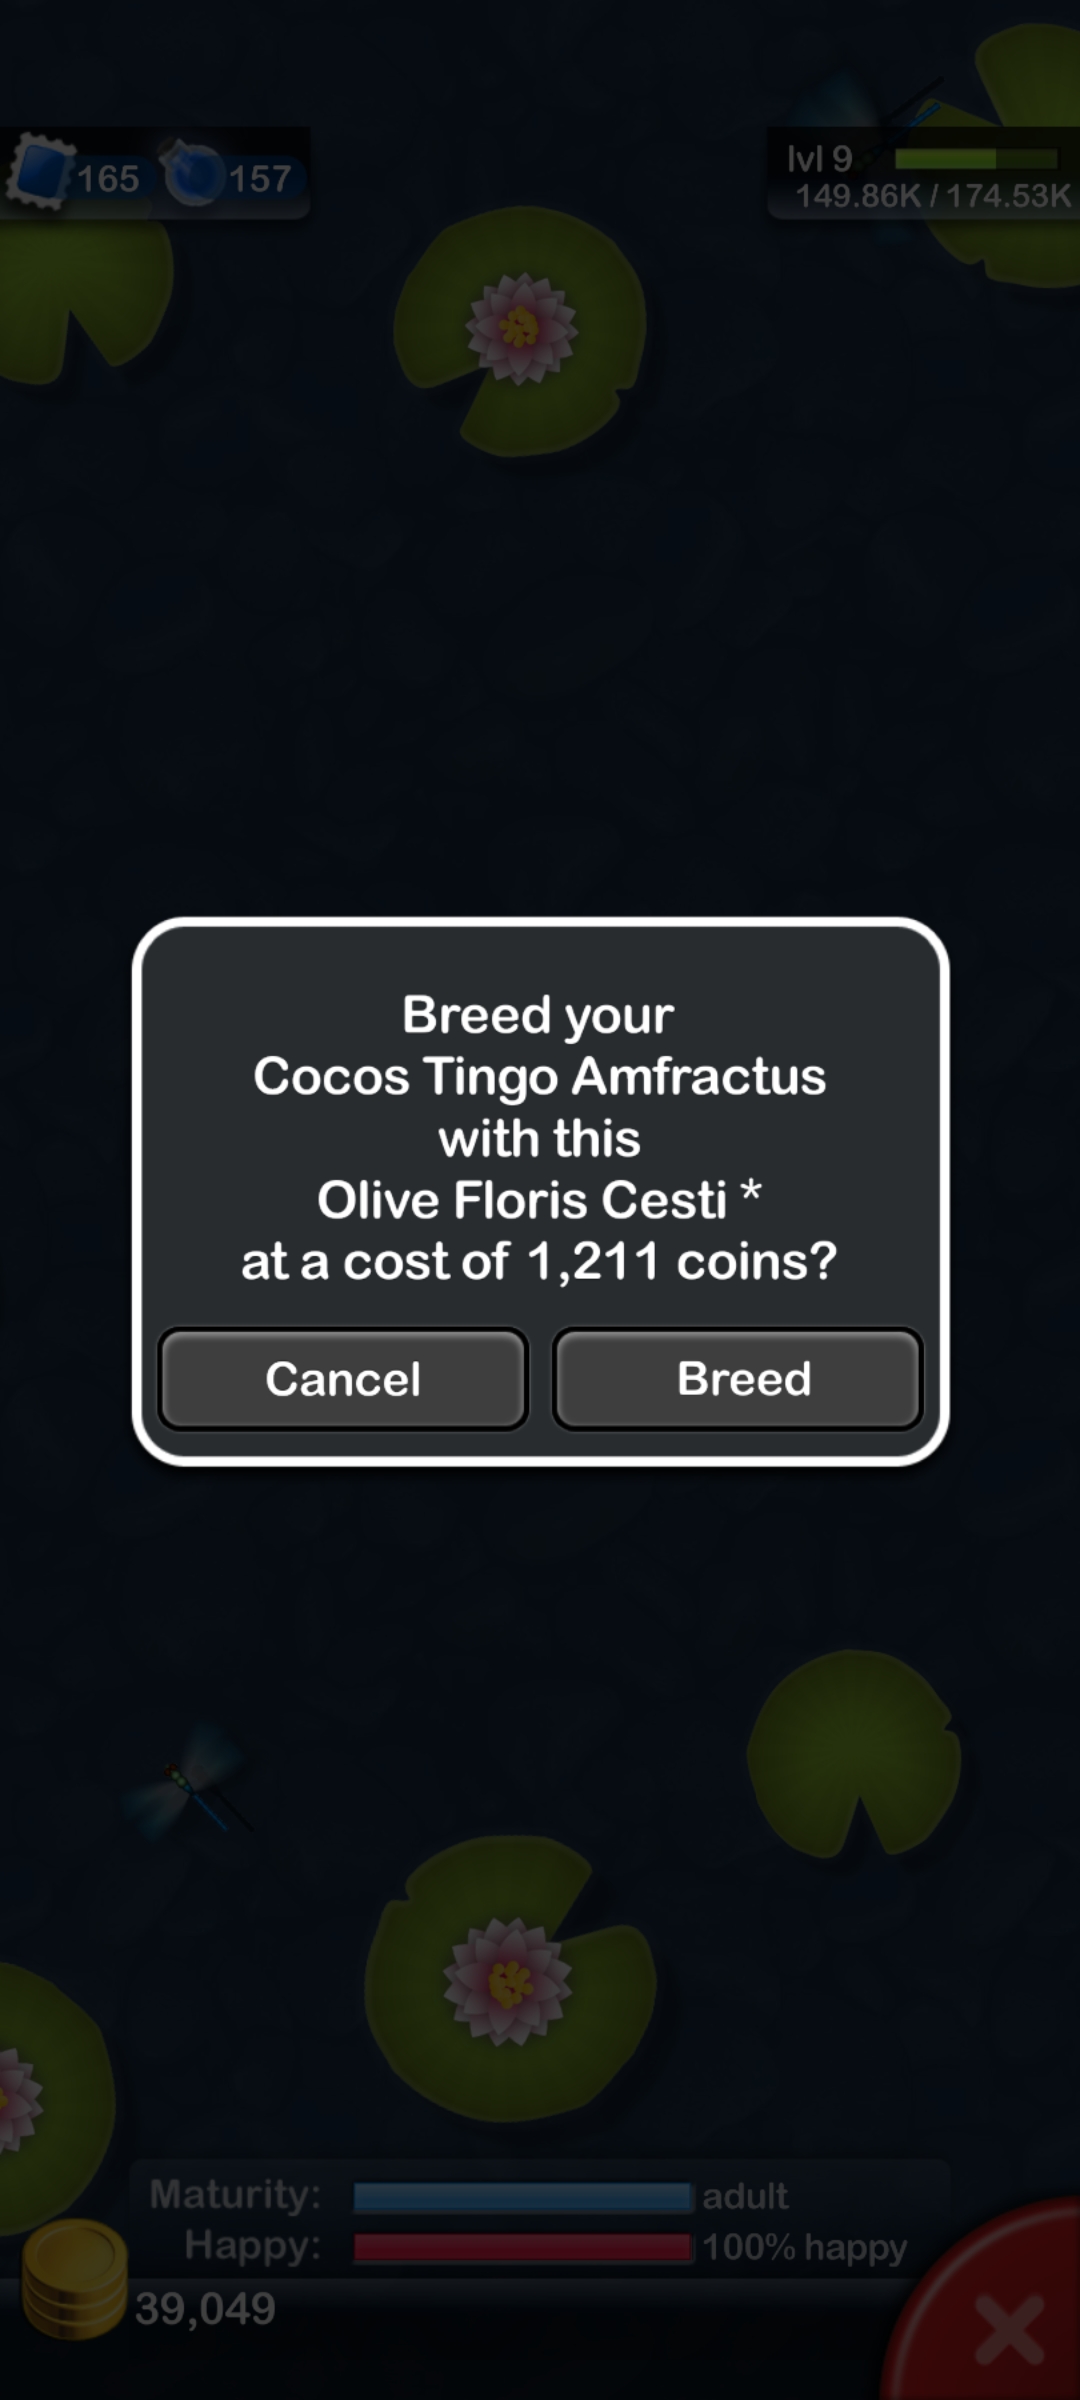 165
157
lvl 9
149.86K / 174.53K
Breed your
Cocos Tingo Amfractus
with this
Olive Floris Cesti *
at a cost of 1,211 coins?
Cancel
Breed
Maturity:
adult
Happy:
100% happy
39,049